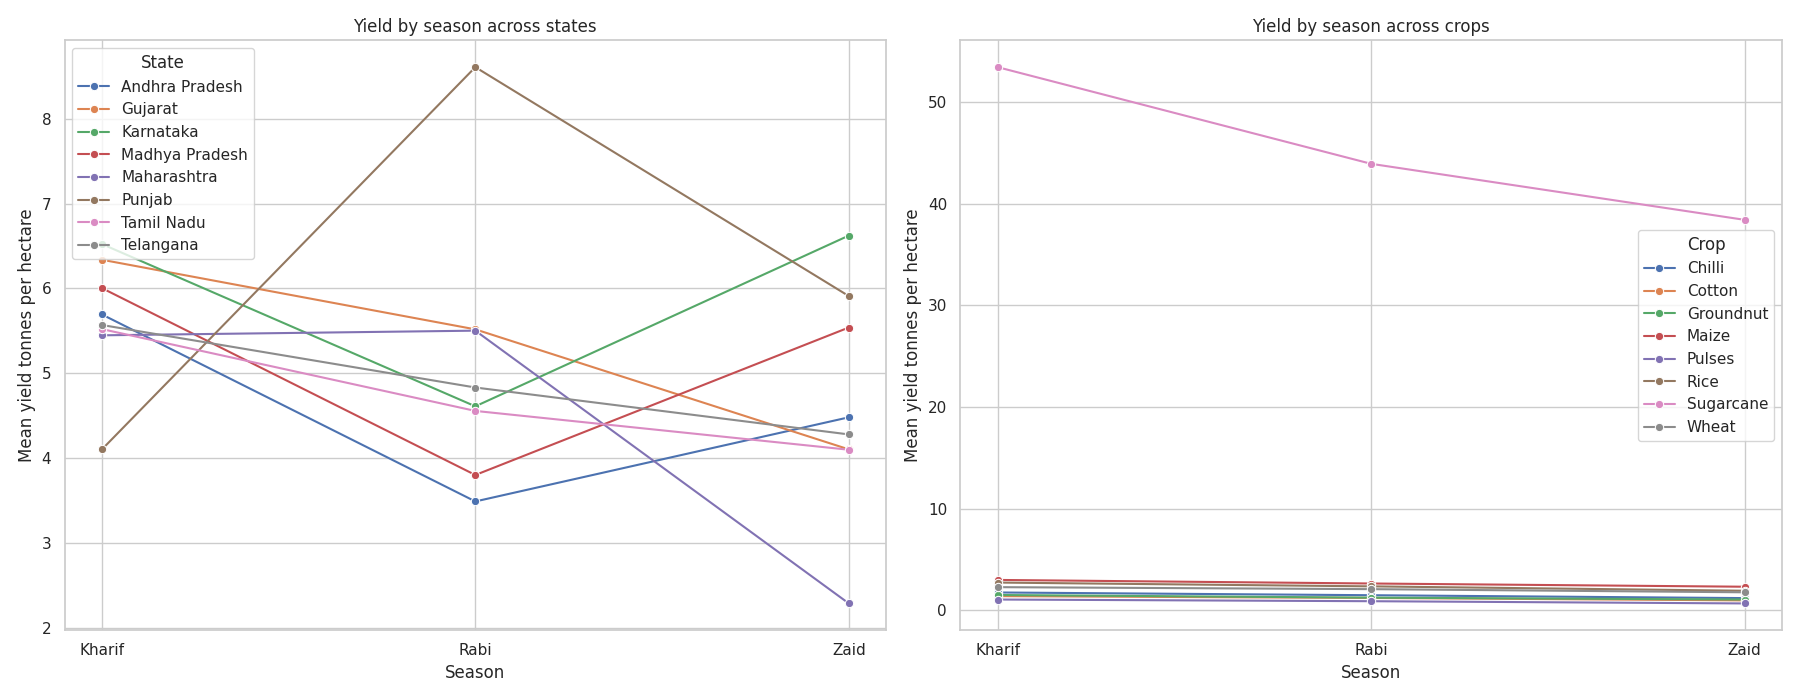 Yield by season across states
Mean yield tonnes per hectare
8
7
6
5
4
3
2
State
Andhra Pradesh
Gujarat
Karnataka
Madhya Pradesh
Maharashtra
Punjab
Tamil Nadu
Telangana
Kharif
Rabi
Zaid
Season
Yield by season across crops
Mean yield tonnes per hectare
50
40
30
20
10
0
Crop
Chilli
Cotton
Groundnut
Maize
Pulses
Rice
Sugarcane
Wheat
Kharif
Rabi
Zaid
Season